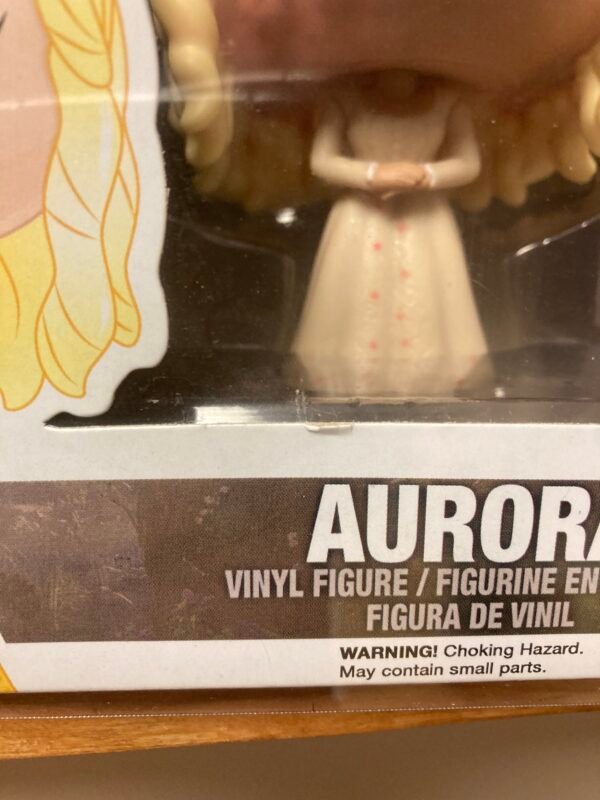 AURORA
VINYL FIGURE / FIGURINE EN
FIGURA DE VINIL
WARNING! Choking Hazard.
May contain small parts.